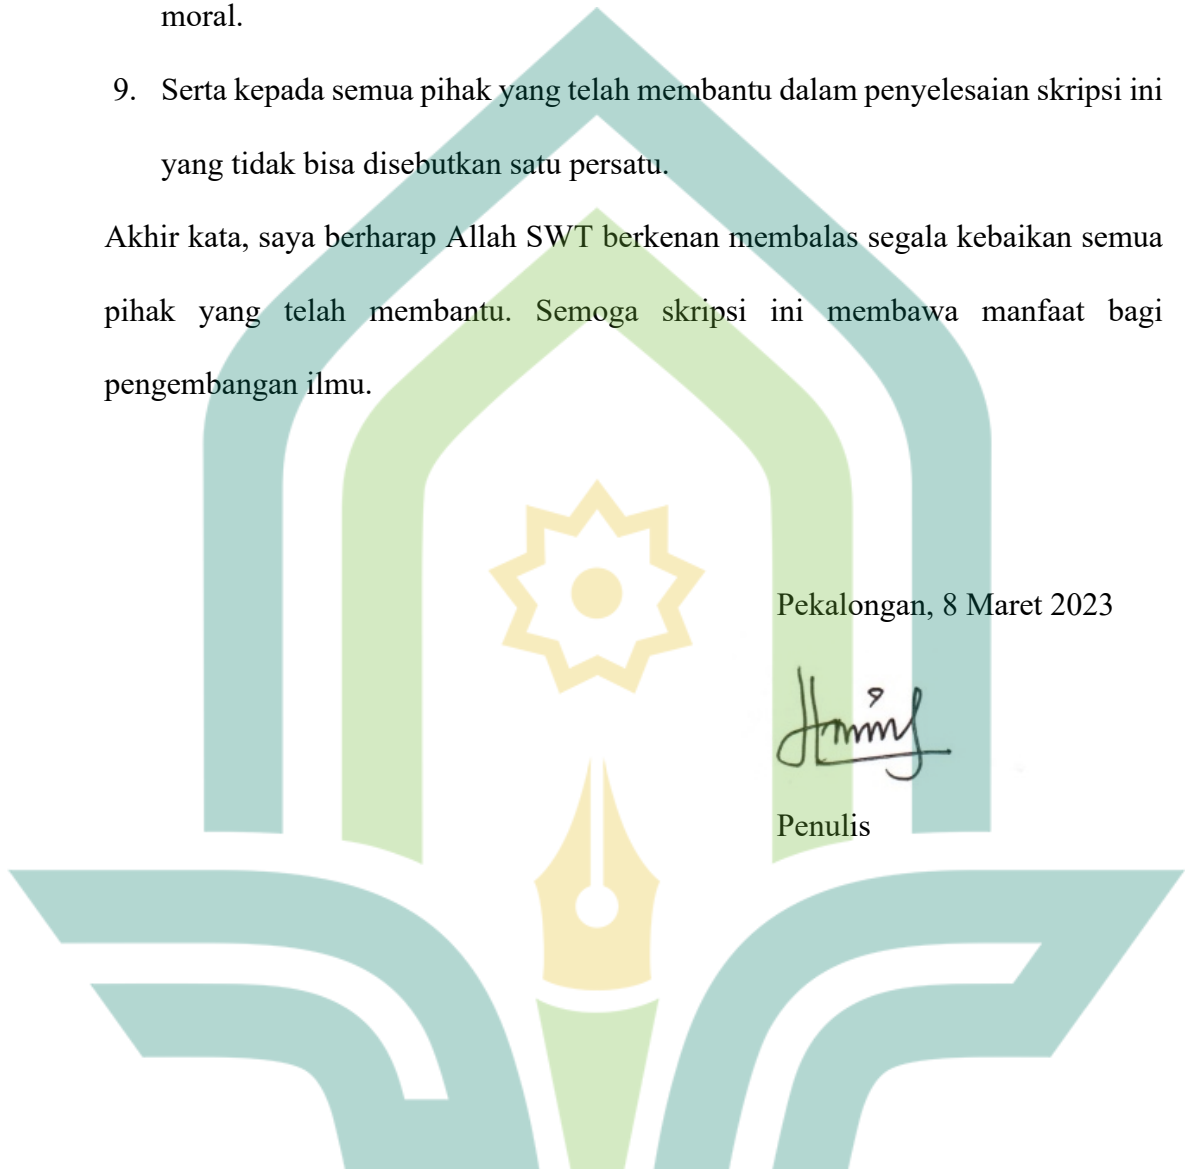 moral.
9. Serta kepada semua pihak yang telah membantu dalam penyelesaian skripsi ini
yang tidak bisa disebutkan satu persatu.
Akhir kata, saya berharap Allah SWT berkenan membalas segala kebaikan semua
pihak yang telah membantu. Semoga skripsi ini membawa manfaat bagi
pengembangan ilmu.
Pekalongan, 8 Maret 2023
Penulis